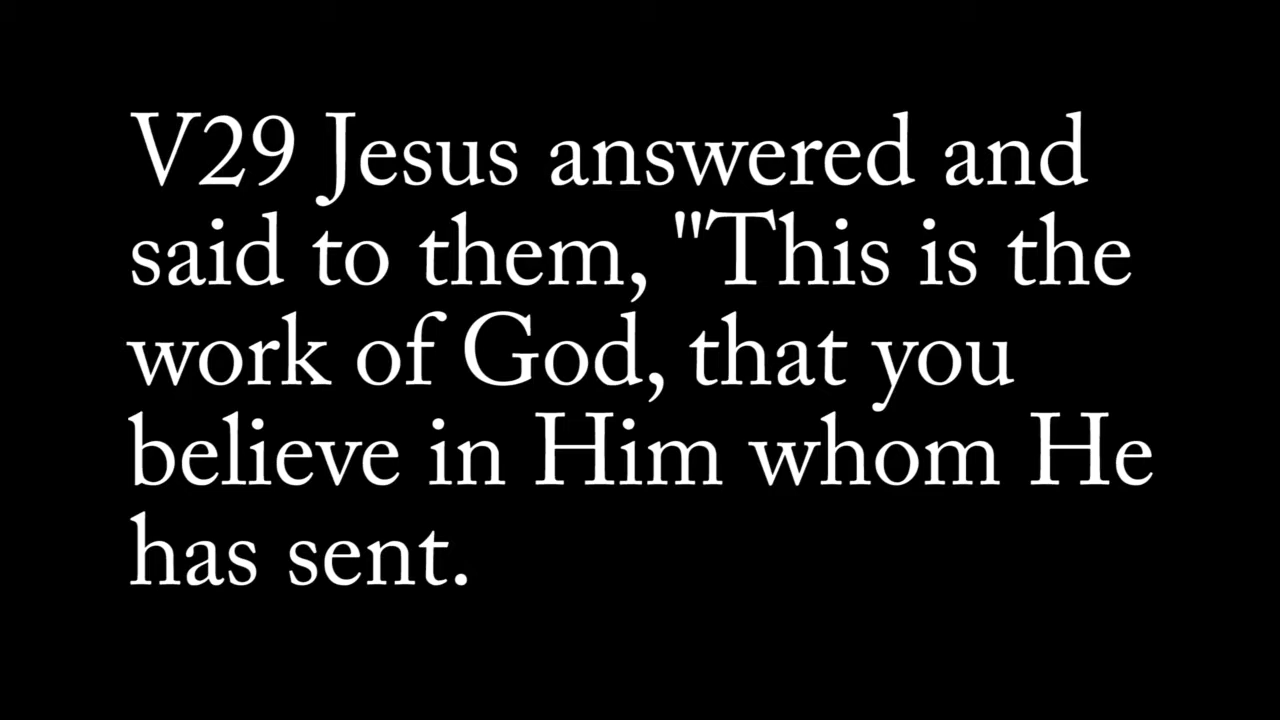 V29 Jesus answered and
said to them, "This is the
work of God, that you
believe in Him whom He
has sent.